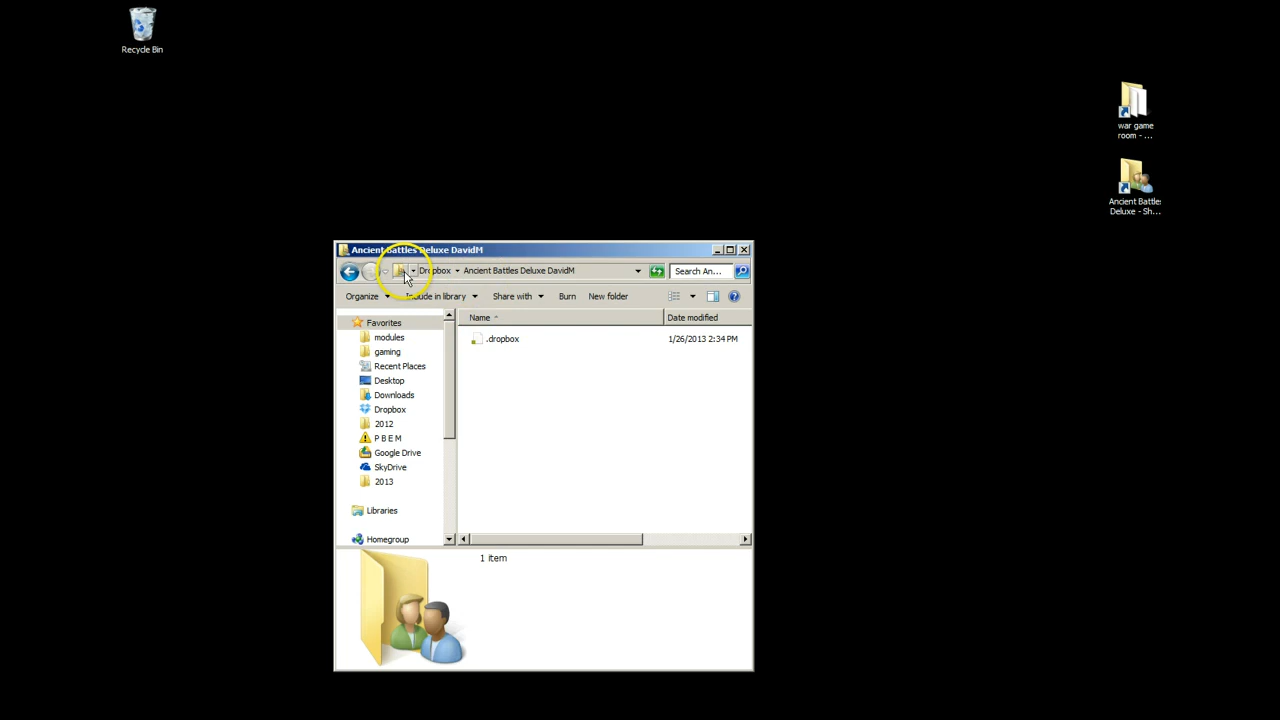 Recycle Bin
war game
room - ...
Ancient Battles
Deluxe - Sh...
Ancient Battles Deluxe DavidM
Dropbox Ancient Battles Deluxe DavidM Search An...
Organize Include in library Share with Burn New folder
Name Date modified
Favorites
modules
gaming
Recent Places
Desktop
Downloads
Dropbox
2012
P B E M
Google Drive
SkyDrive
2013
Libraries
Homegroup
.dropbox 1/26/2013 2:34 PM
1 item